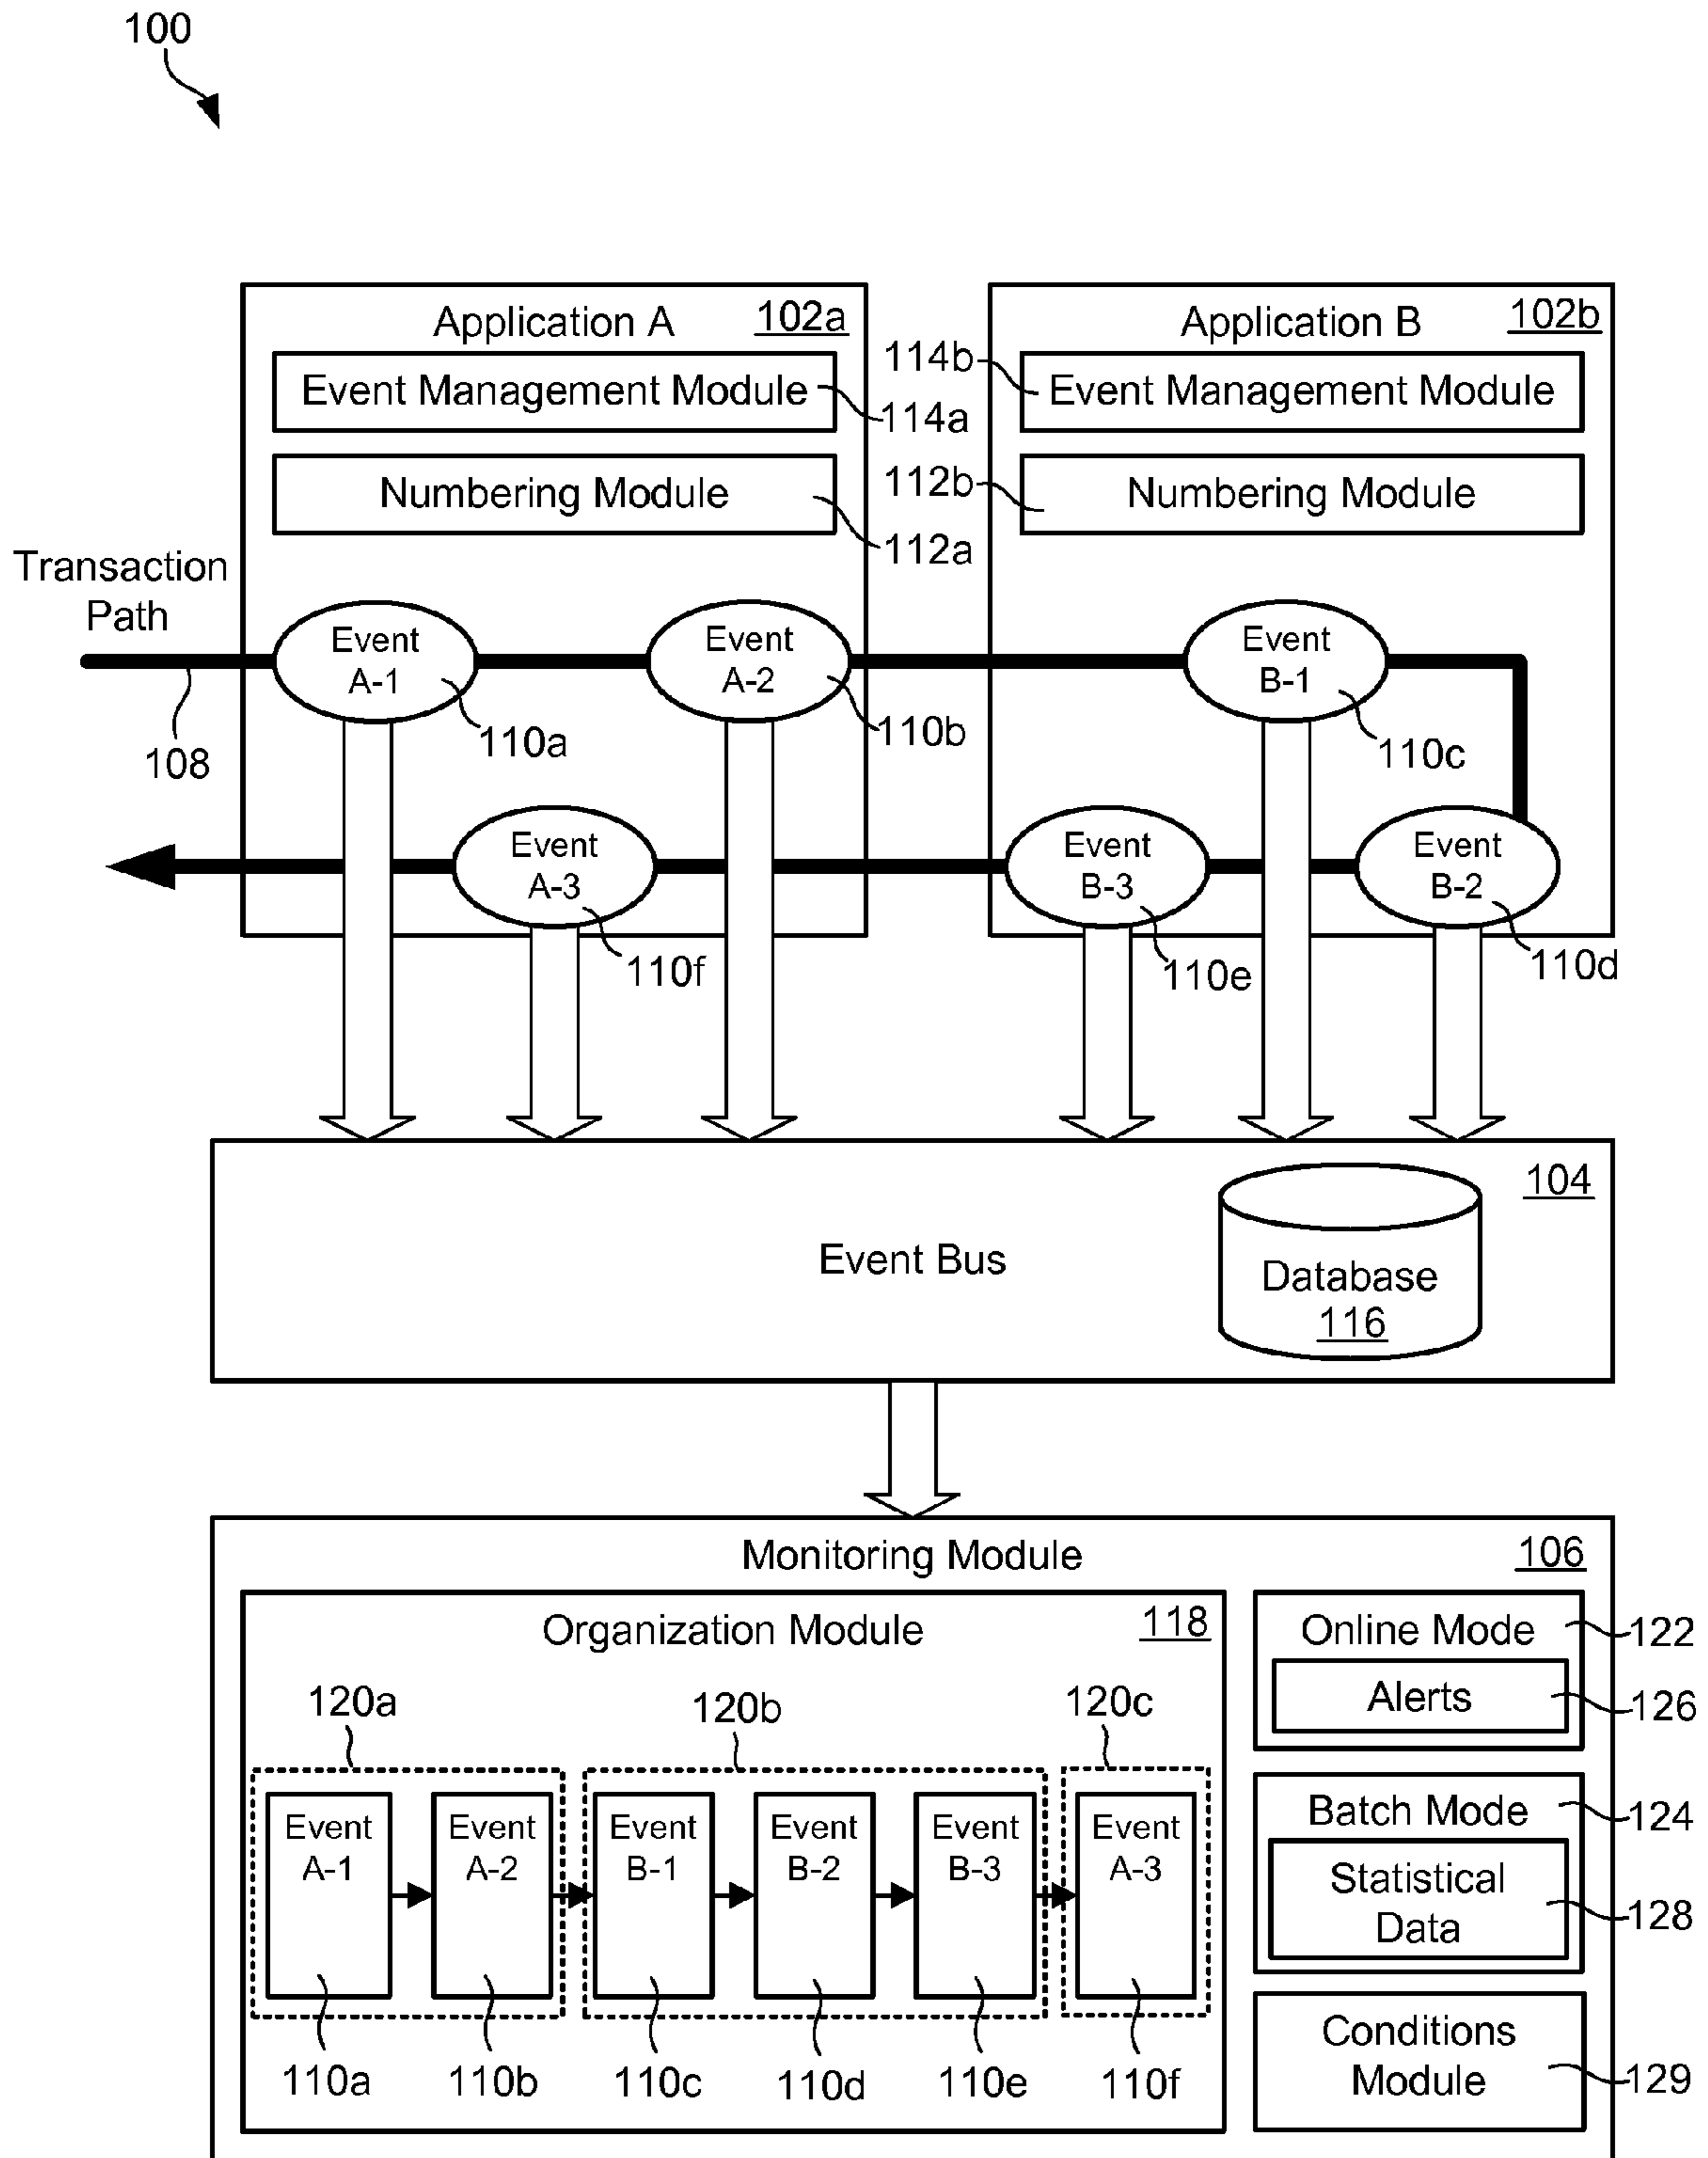 100
Application A
102a
Application B
102b
Event Management Module
114a
114b
Event Management Module
Numbering Module
112a
112b
Numbering Module
Transaction
Path
108
Event
A-1
110a
Event
A-2
110b
Event
B-1
110c
Event
A-3
110f
Event
B-3
110e
Event
B-2
110d
Event Bus
104
Database
116
Monitoring Module
106
Organization Module
118
120a
120b
120c
Event
A-1
Event
A-2
Event
B-1
Event
B-2
Event
B-3
Event
A-3
110a
110b
110c
110d
110e
110f
Online Mode
122
Alerts
126
Batch Mode
124
Statistical
Data
128
Conditions
Module
129